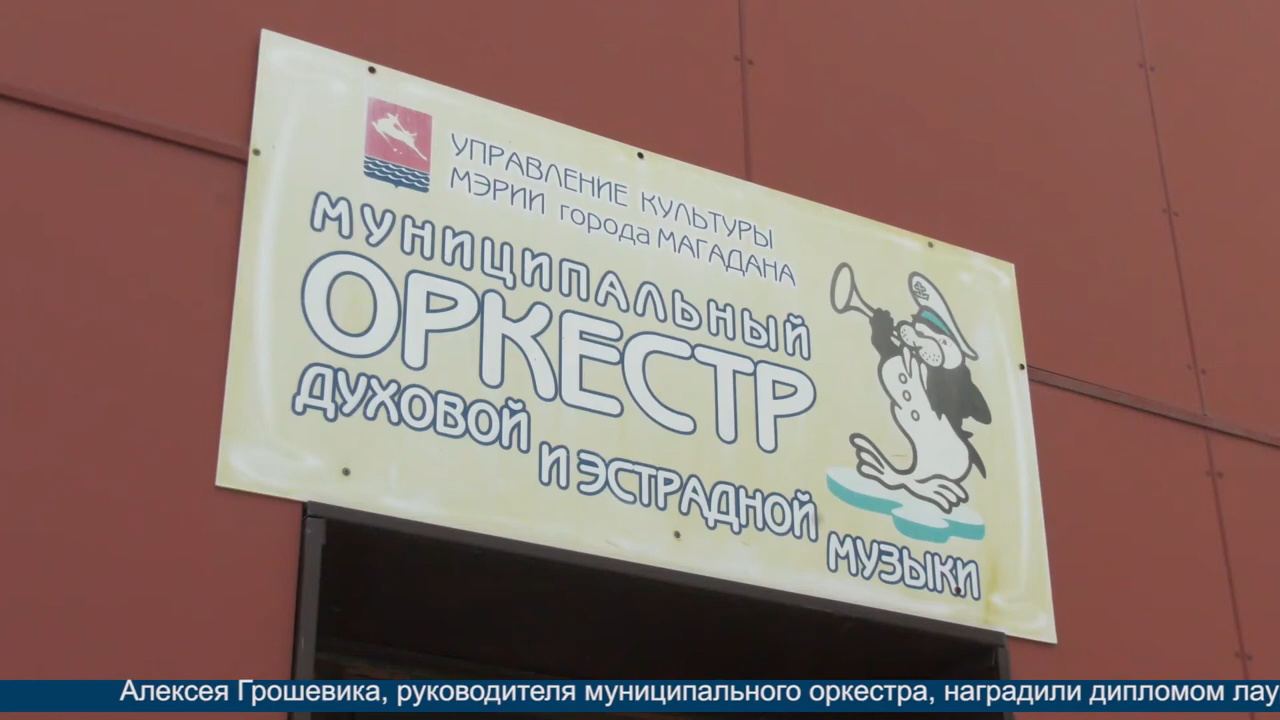 УПРАВЛЕНИЕ КУЛЬТУРЫ
МЭРИИ города МАГАДАНА
МУНИЦИПАЛЬНЫЙ
ОРКЕСТР
ДУХОВОЙ И ЭСТРАДНОЙ МУЗЫКИ
Алексея Грошевика, руководителя муниципального оркестра, наградили дипломом лау